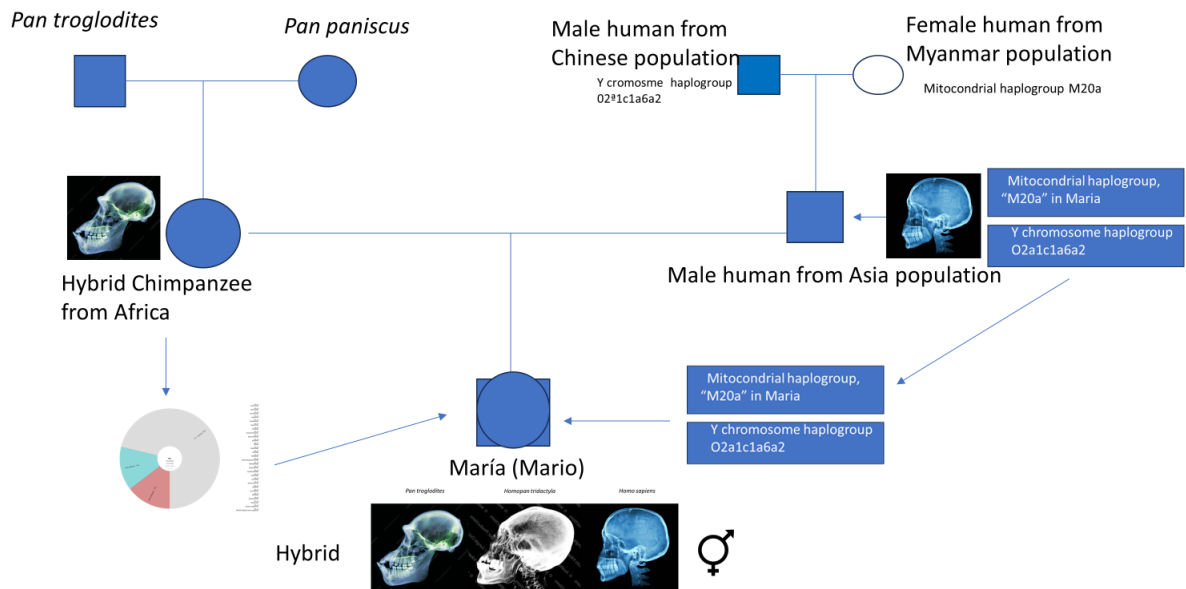 Pan troglodites
Pan paniscus
Male human from
Chinese population
Y cromosme haplogroup
02ª1c1a6a2
Female human from
Myanmar population
Mitocondrial haplogroup M20a
Mitocondrial haplogroup,
“M20a” in Maria
Y chromosome haplogroup
O2a1c1a6a2
Hybrid Chimpanzee
from Africa
Male human from Asia population
Mitocondrial haplogroup,
“M20a” in Maria
Y chromosome haplogroup
O2a1c1a6a2
María (Mario)
Pan troglodites
Homopan tridactyla
Homo sapiens
Hybrid